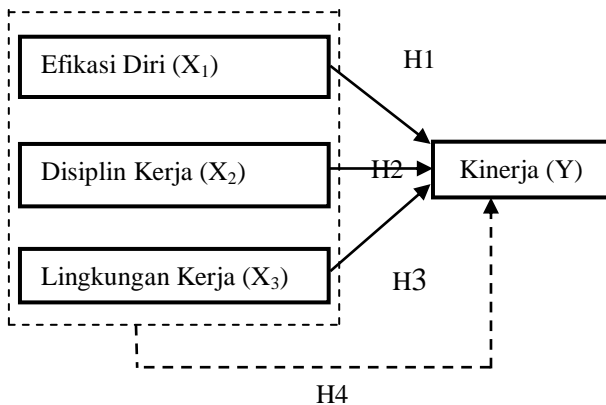 Efikasi Diri (X₁)
H1
Disiplin Kerja (X₂)
H2
Kinerja (Y)
Lingkungan Kerja (X₃)
H3
H4